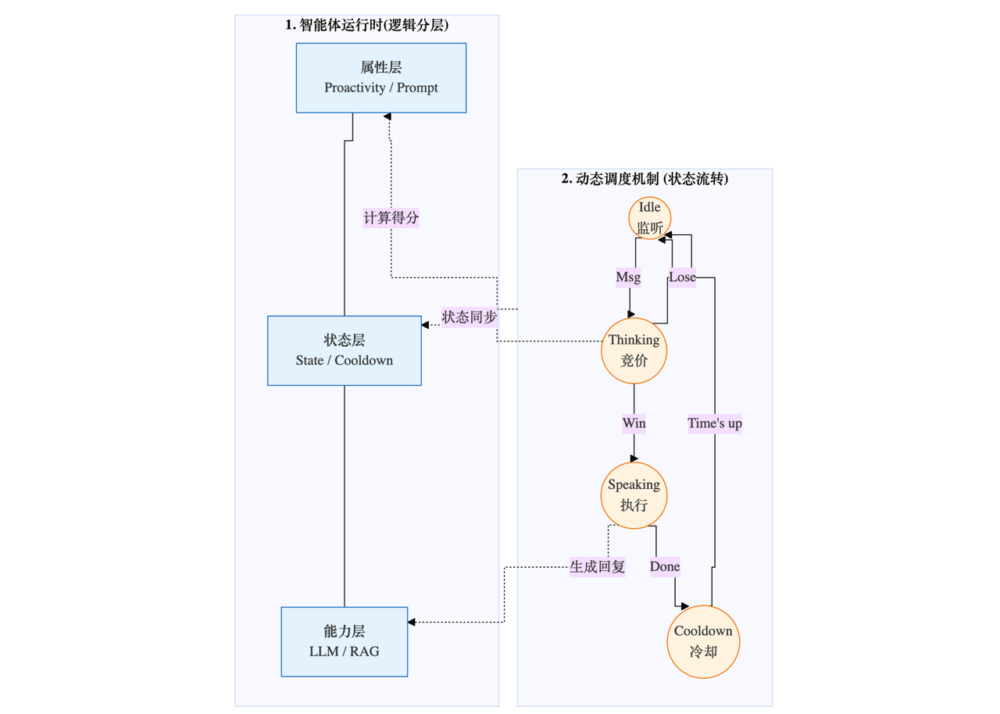 1. 智能体运行时(逻辑分层)
属性层
Proactivity / Prompt
计算得分
状态同步
状态层
State / Cooldown
能力层
LLM / RAG
2. 动态调度机制 (状态流转)
Idle
监听
Msg
Lose
Thinking
竞价
Win
Time's up
Speaking
执行
生成回复
Done
Cooldown
冷却